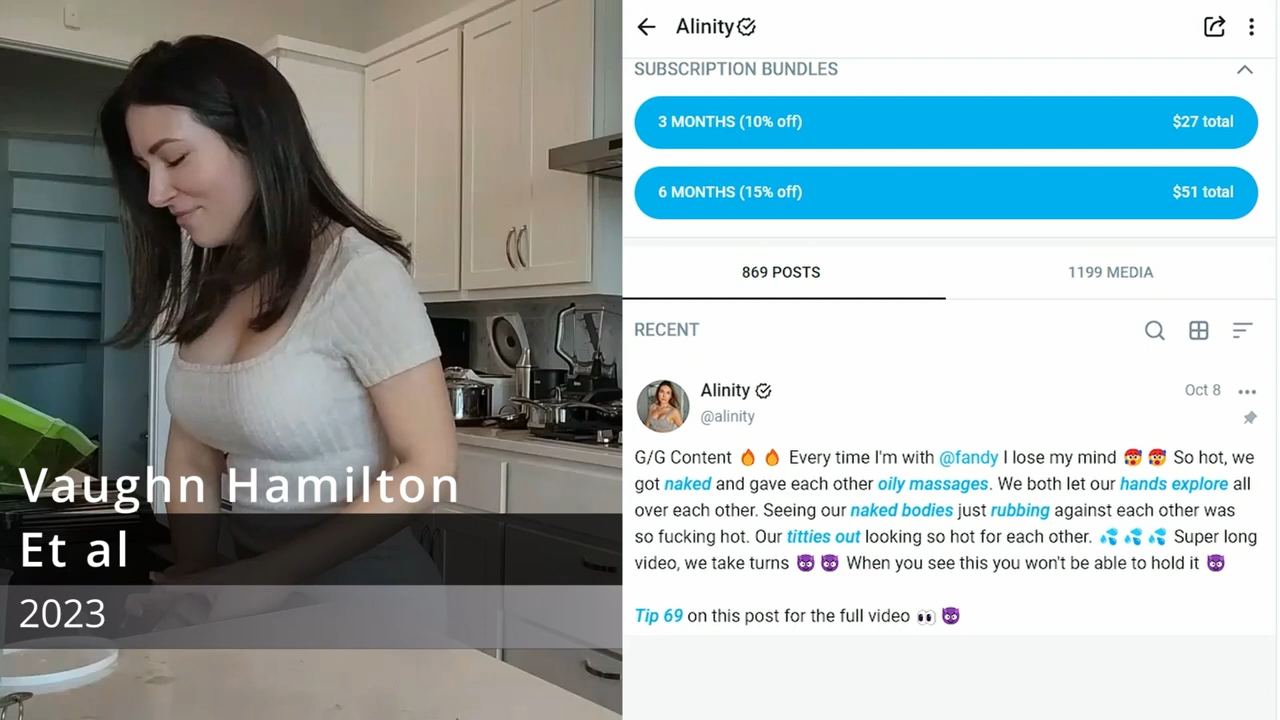 Vaughn Hamilton
Et al
2023
Alinity
SUBSCRIPTION BUNDLES
3 MONTHS (10% off) $27 total
6 MONTHS (15% off) $51 total
869 POSTS 1199 MEDIA
RECENT
Alinity Oct 8
@alinity
G/G Content 🔥 🔥 Every time I'm with @fandy I lose my mind 🥵 🥵 So hot, we
got naked and gave each other oily massages. We both let our hands explore all
over each other. Seeing our naked bodies just rubbing against each other was
so fucking hot. Our titties out looking so hot for each other. 💦 💦 💦 Super long
video, we take turns 😈 😈 When you see this you won't be able to hold it 😈
Tip 69 on this post for the full video 👀 😈